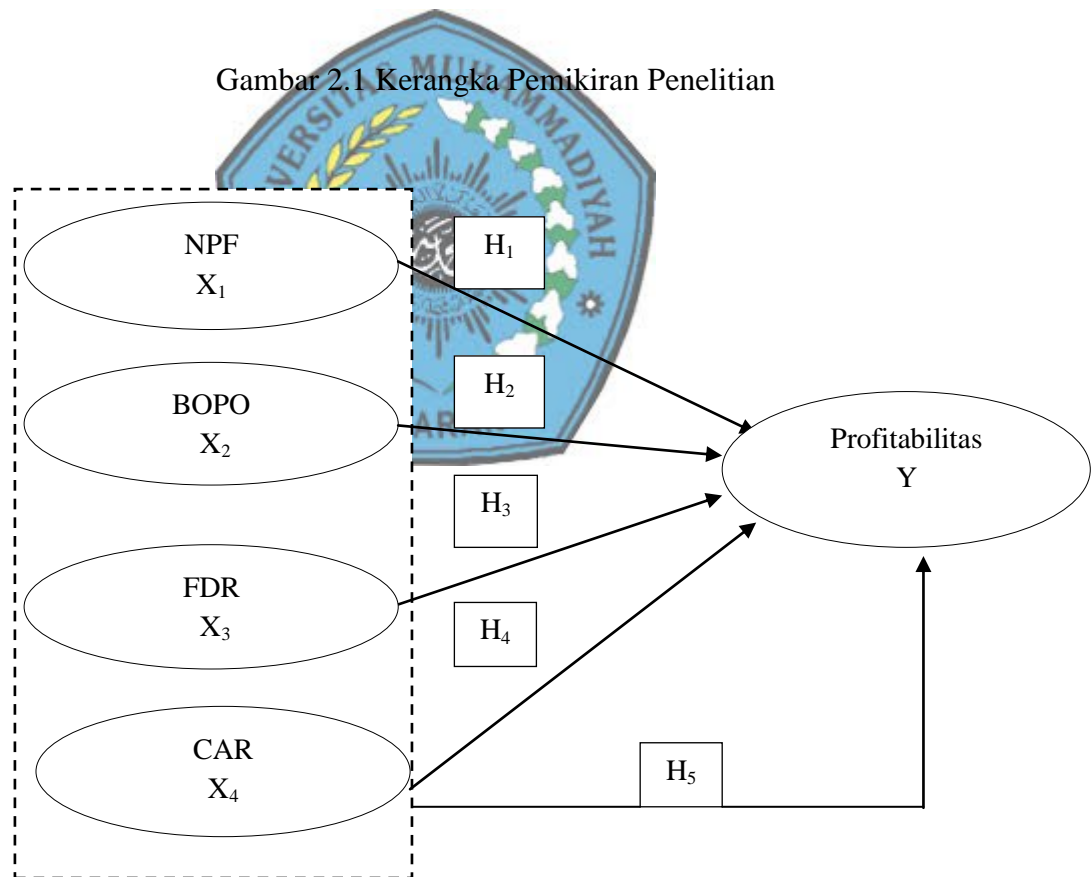 Gambar 2.1 Kerangka Pemikiran Penelitian
NPF
X₁
H₁
BOPO
X₂
H₂
Profitabilitas
Y
H₃
FDR
X₃
H₄
CAR
X₄
H₅
MUHAMMADIYAH